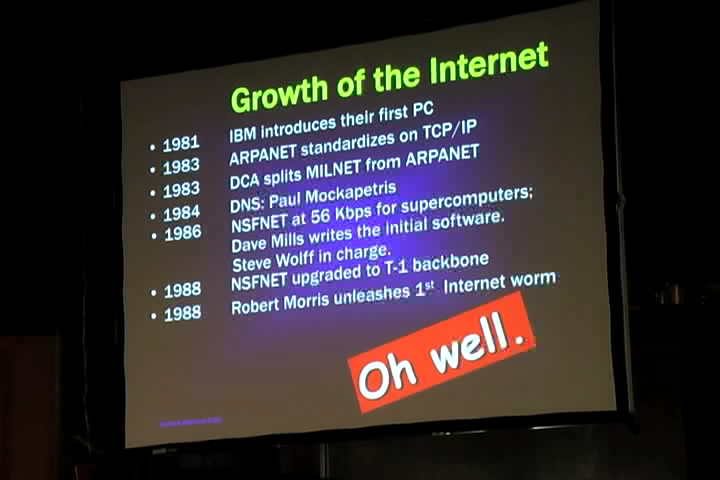 Growth of the Internet
• 1981 IBM introduces their first PC
• 1983 ARPANET standardizes on TCP/IP
• 1983 DCA splits MILNET from ARPANET
• 1984 DNS: Paul Mockapetris
• 1986 NSFNET at 56 Kbps for supercomputers;
Dave Mills writes the initial software.
Steve Wolff in charge.
• 1988 NSFNET upgraded to T-1 backbone
• 1988 Robert Morris unleashes 1st Internet worm
Oh well.